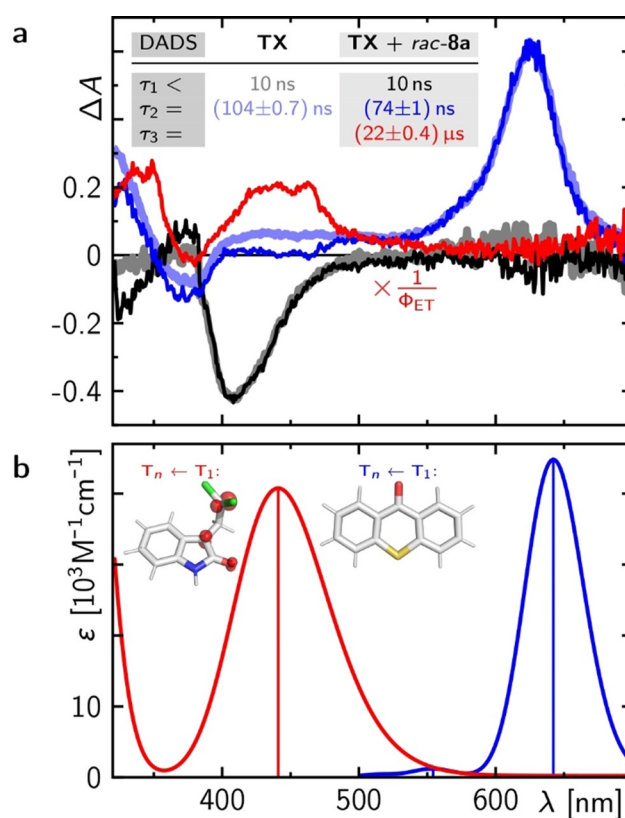 a
DADS TX TX + rac-8a
τ₁ < 10 ns 10 ns
τ₂ = (104±0.7) ns (74±1) ns
τ₃ = (22±0.4) μs
ΔA
0.2
0
-0.2
-0.4
× 1/Φ_ET
b
Tₙ ← T₁: Tₙ ← T₁:
ε [10³M⁻¹cm⁻¹]
10
0
400 500 600 λ [nm]